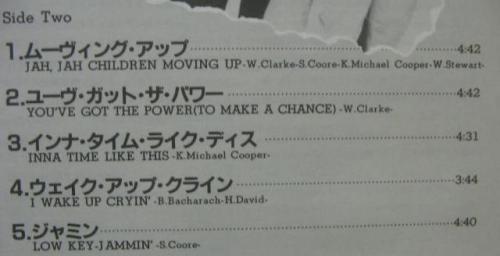 Side Two
1.ムーヴィング・アップ 4:42
JAH, JAH CHILDREN MOVING UP-W.Clarke-S.Coore-K.Michael Cooper-W.Stewart-
2.ユーヴ・ガット・ザ・パワー 4:42
YOU'VE GOT THE POWER(TO MAKE A CHANCE) -W.Clarke-
3.インナ・タイム・ライク・ディス 4:31
INNA TIME LIKE THIS -K.Michael Cooper-
4.ウェイク・アップ・クライン 3:44
I WAKE UP CRYIN' -B.Bacharach-H.David-
5.ジャミン 4:40
LOW KEY-JAMMIN' -S.Coore-